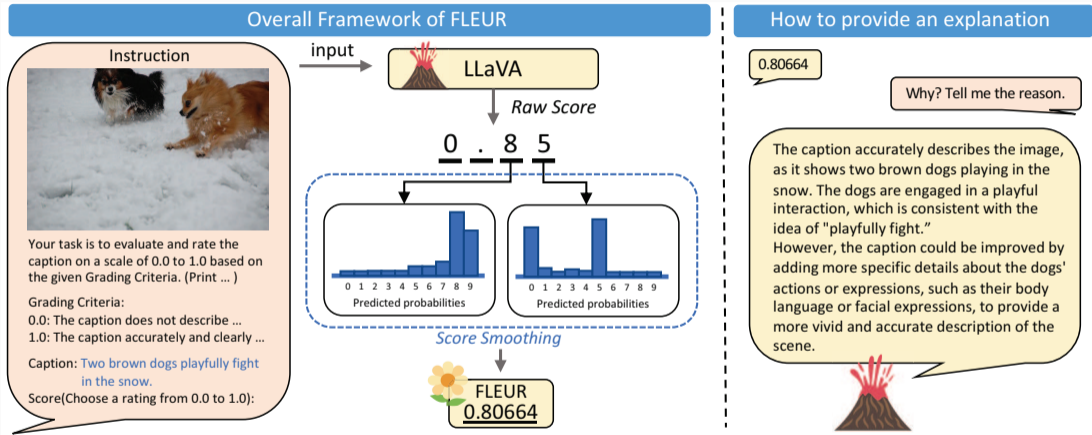 Overall Framework of FLEUR
Instruction
Your task is to evaluate and rate the
caption on a scale of 0.0 to 1.0 based on
the given Grading Criteria. (Print ... )
Grading Criteria:
0.0: The caption does not describe ...
1.0: The caption accurately and clearly ...
Caption: Two brown dogs playfully fight
in the snow.
Score(Choose a rating from 0.0 to 1.0):
input
LLaVA
Raw Score
0 . 8 5
0 1 2 3 4 5 6 7 8 9
Predicted probabilities
0 1 2 3 4 5 6 7 8 9
Predicted probabilities
Score Smoothing
FLEUR
0.80664
How to provide an explanation
0.80664
Why? Tell me the reason.
The caption accurately describes the image,
as it shows two brown dogs playing in the
snow. The dogs are engaged in a playful
interaction, which is consistent with the
idea of "playfully fight.”
However, the caption could be improved by
adding more specific details about the dogs'
actions or expressions, such as their body
language or facial expressions, to provide a
more vivid and accurate description of the
scene.